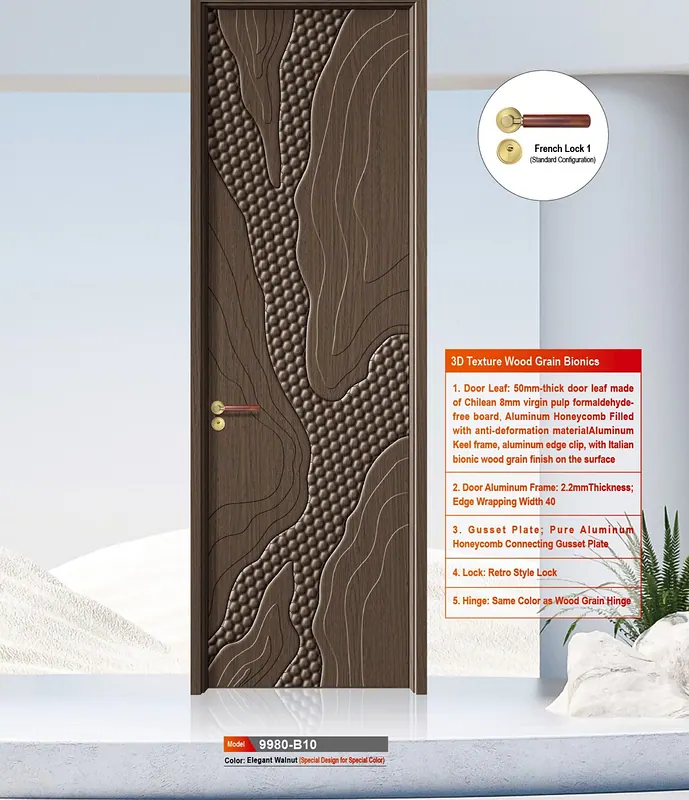 French Lock 1
(Standard Configuration)
3D Texture Wood Grain Bionics
1. Door Leaf: 50mm-thick door leaf made
of Chilean 8mm virgin pulp formaldehyde-
free board, Aluminum Honeycomb Filled
with anti-deformation materialAluminum
Keel frame, aluminum edge clip, with Italian
bionic wood grain finish on the surface
2. Door Aluminum Frame: 2.2mmThickness;
Edge Wrapping Width 40
3. Gusset Plate; Pure Aluminum
Honeycomb Connecting Gusset Plate
4. Lock: Retro Style Lock
5. Hinge: Same Color as Wood Grain Hinge
Model 9980-B10
Color: Elegant Walnut (Special Design for Special Color)